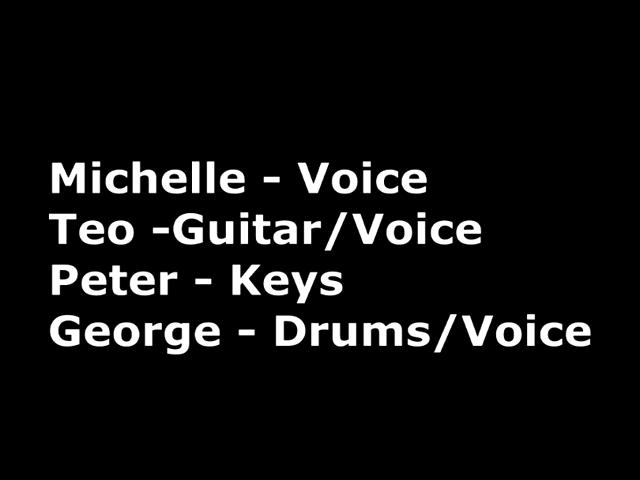 Michelle - Voice
Teo -Guitar/Voice
Peter - Keys
George - Drums/Voice